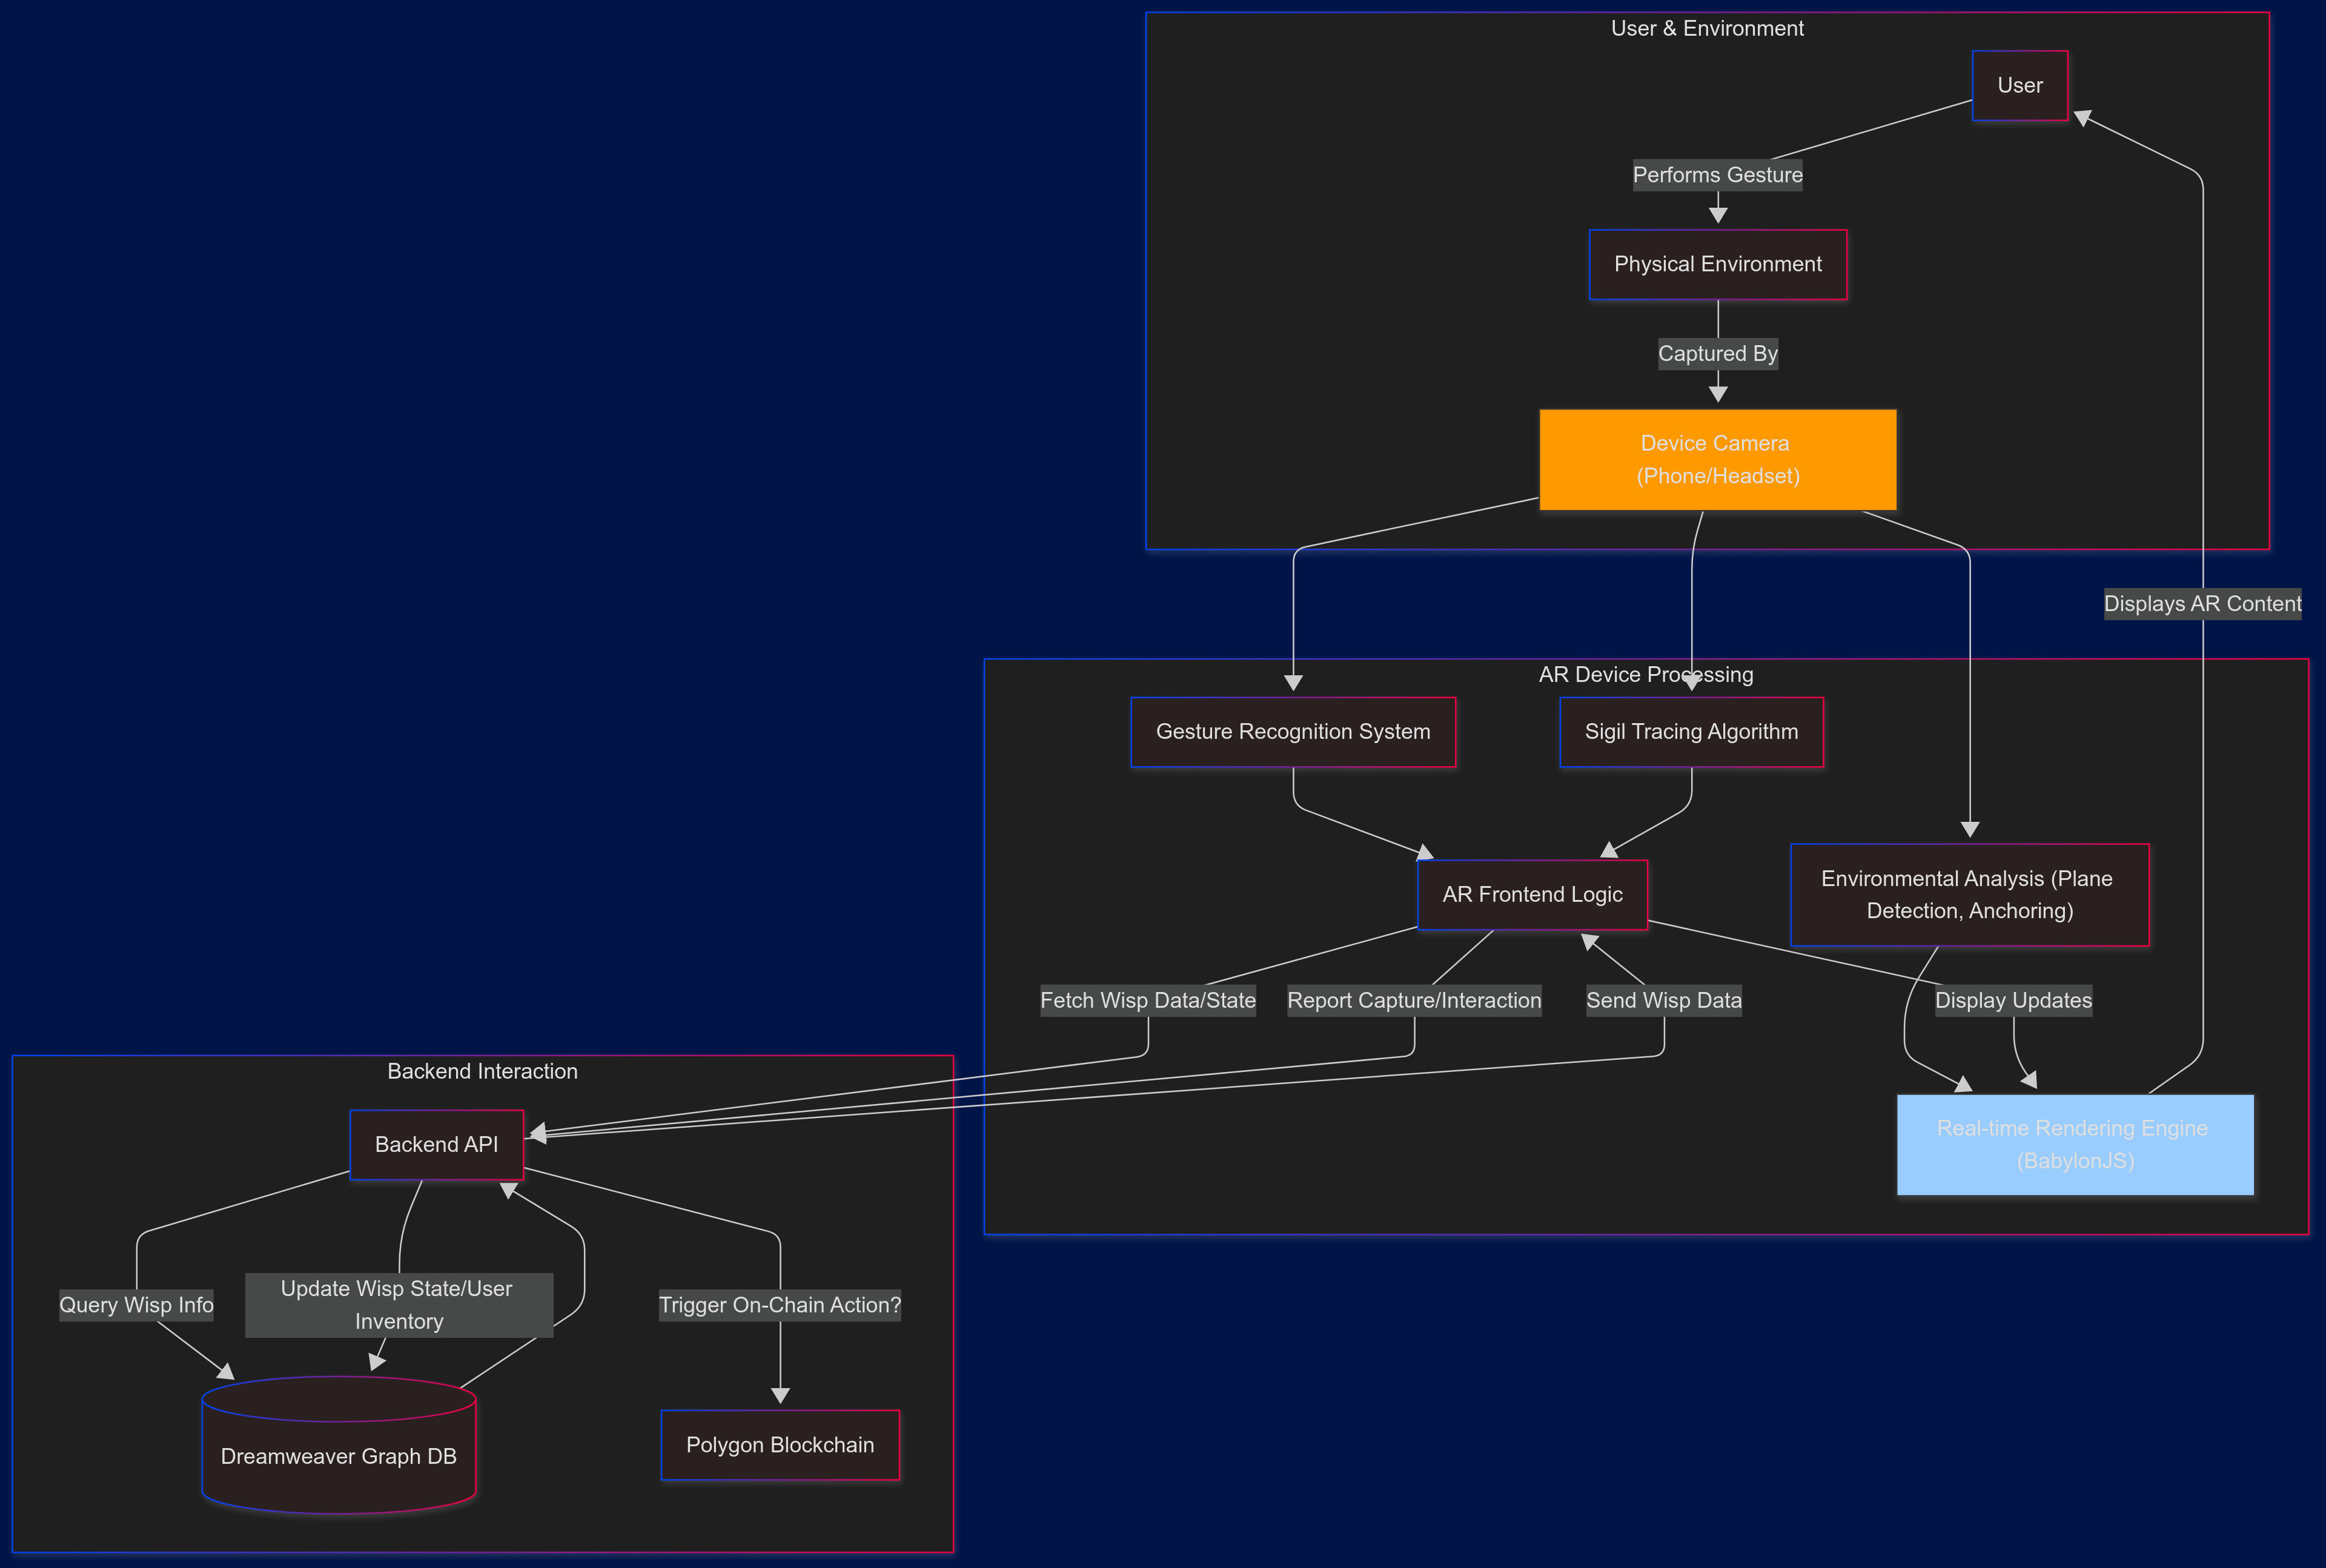 User & Environment
User
Performs Gesture
Physical Environment
Captured By
Device Camera
(Phone/Headset)
Displays AR Content
AR Device Processing
Gesture Recognition System
Sigil Tracing Algorithm
AR Frontend Logic
Environmental Analysis (Plane
Detection, Anchoring)
Fetch Wisp Data/State
Report Capture/Interaction
Send Wisp Data
Display Updates
Real-time Rendering Engine
(BabylonJS)
Backend Interaction
Backend API
Query Wisp Info
Update Wisp State/User
Inventory
Trigger On-Chain Action?
Dreamweaver Graph DB
Polygon Blockchain